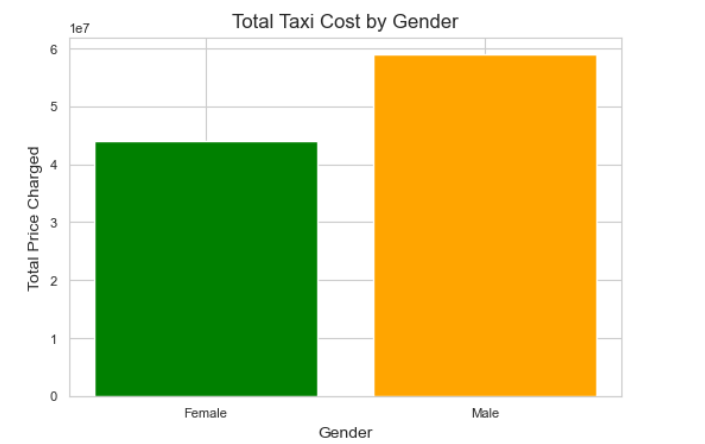 Total Taxi Cost by Gender
1e7
6
5
4
3
2
1
0
Total Price Charged
Female
Male
Gender